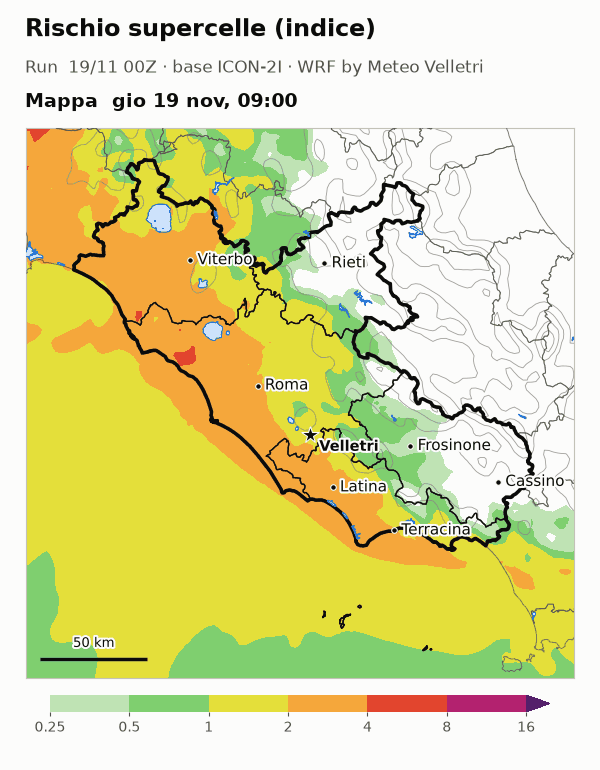 Rischio supercelle (indice)
Run 19/11 00Z · base ICON-2I · WRF by Meteo Velletri
Mappa gio 19 nov, 09:00
Viterbo
Rieti
Roma
Velletri
Frosinone
Cassino
Latina
Terracina
50 km
0.25 0.5 1 2 4 8 16